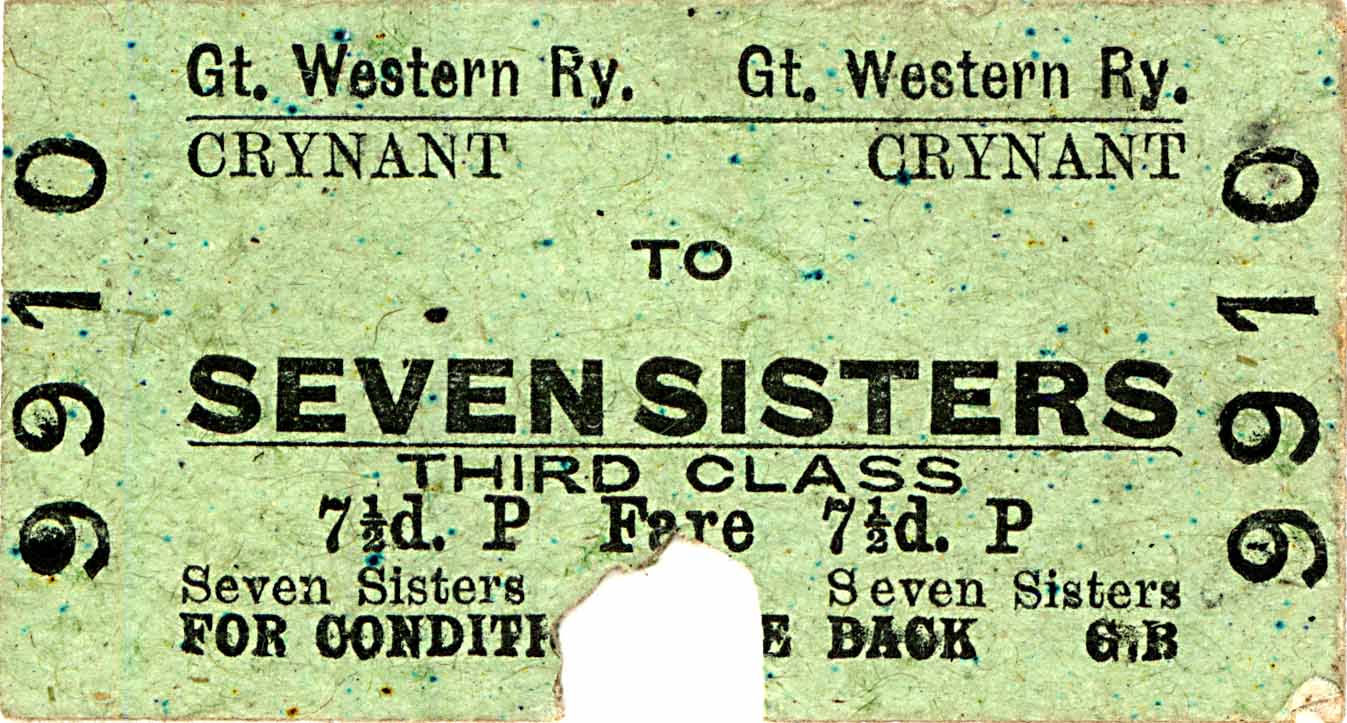 Gt. Western Ry. Gt. Western Ry.
CRYNANT CRYNANT
TO
SEVEN SISTERS
THIRD CLASS
7½d. P Fare 7½d. P
Seven Sisters Seven Sisters
FOR CONDITI E BACK G.B
9910
9910